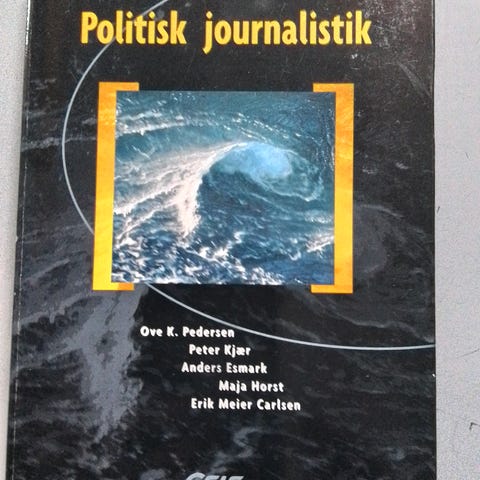 Politisk journalistik
Ove K. Pedersen
Peter Kjær
Anders Esmark
Maja Horst
Erik Meier Carlsen